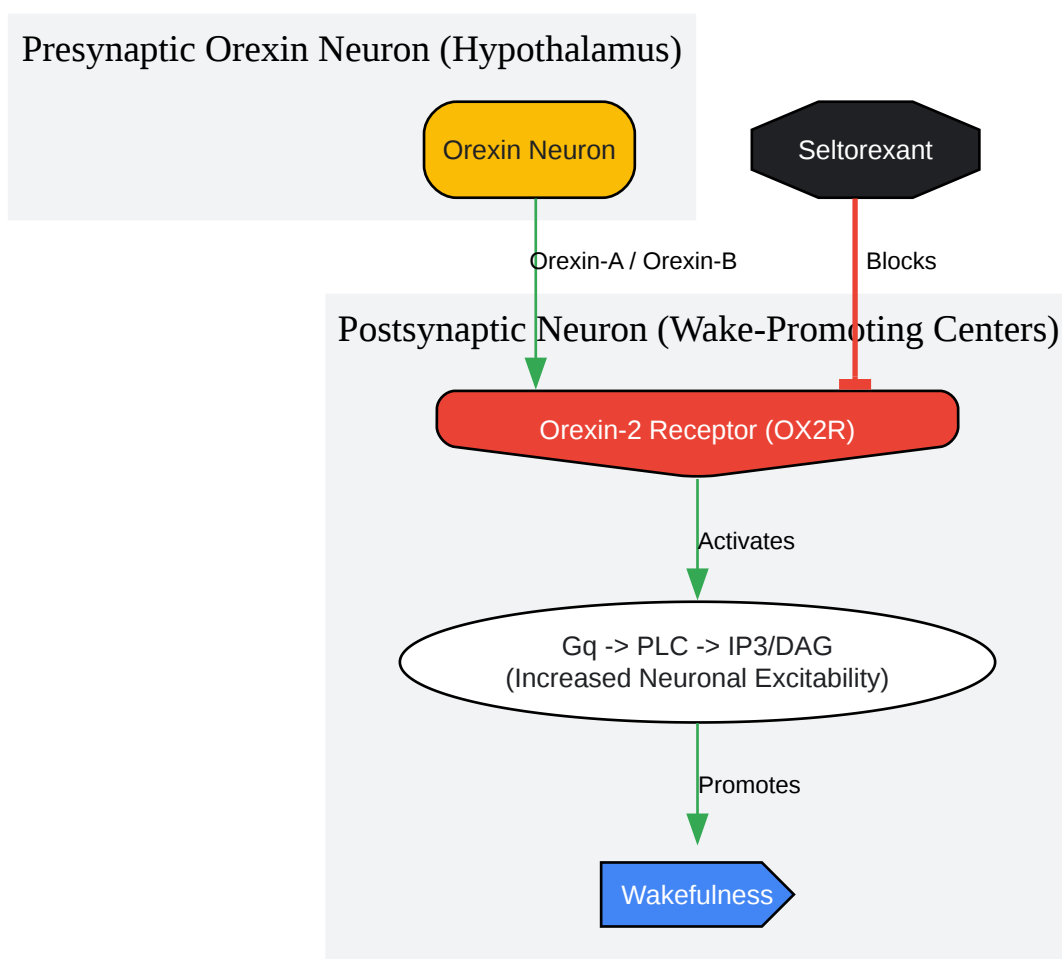 Presynaptic Orexin Neuron (Hypothalamus)
Orexin Neuron
Seltorexant
Orexin-A / Orexin-B
Blocks
Postsynaptic Neuron (Wake-Promoting Centers)
Orexin-2 Receptor (OX2R)
Activates
Gq -> PLC -> IP3/DAG
(Increased Neuronal Excitability)
Promotes
Wakefulness